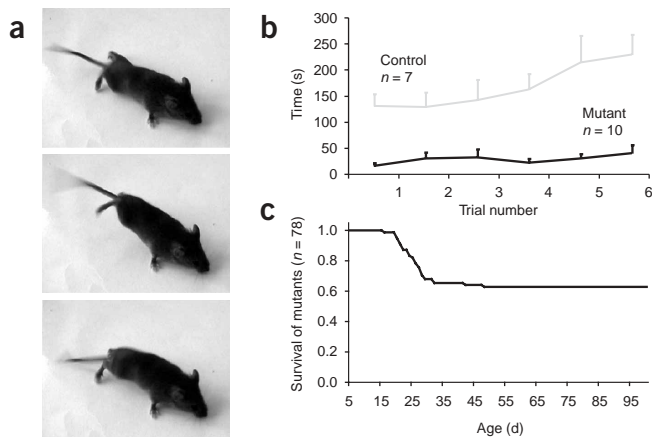 a
b
Time (s)
300
250
200
150
100
50
0
Control
n = 7
Mutant
n = 10
1 2 3 4 5 6
Trial number
c
Survival of mutants (n = 78)
1.0
0.8
0.6
0.4
0.2
0.0
5 15 25 35 45 55 65 75 85 95
Age (d)